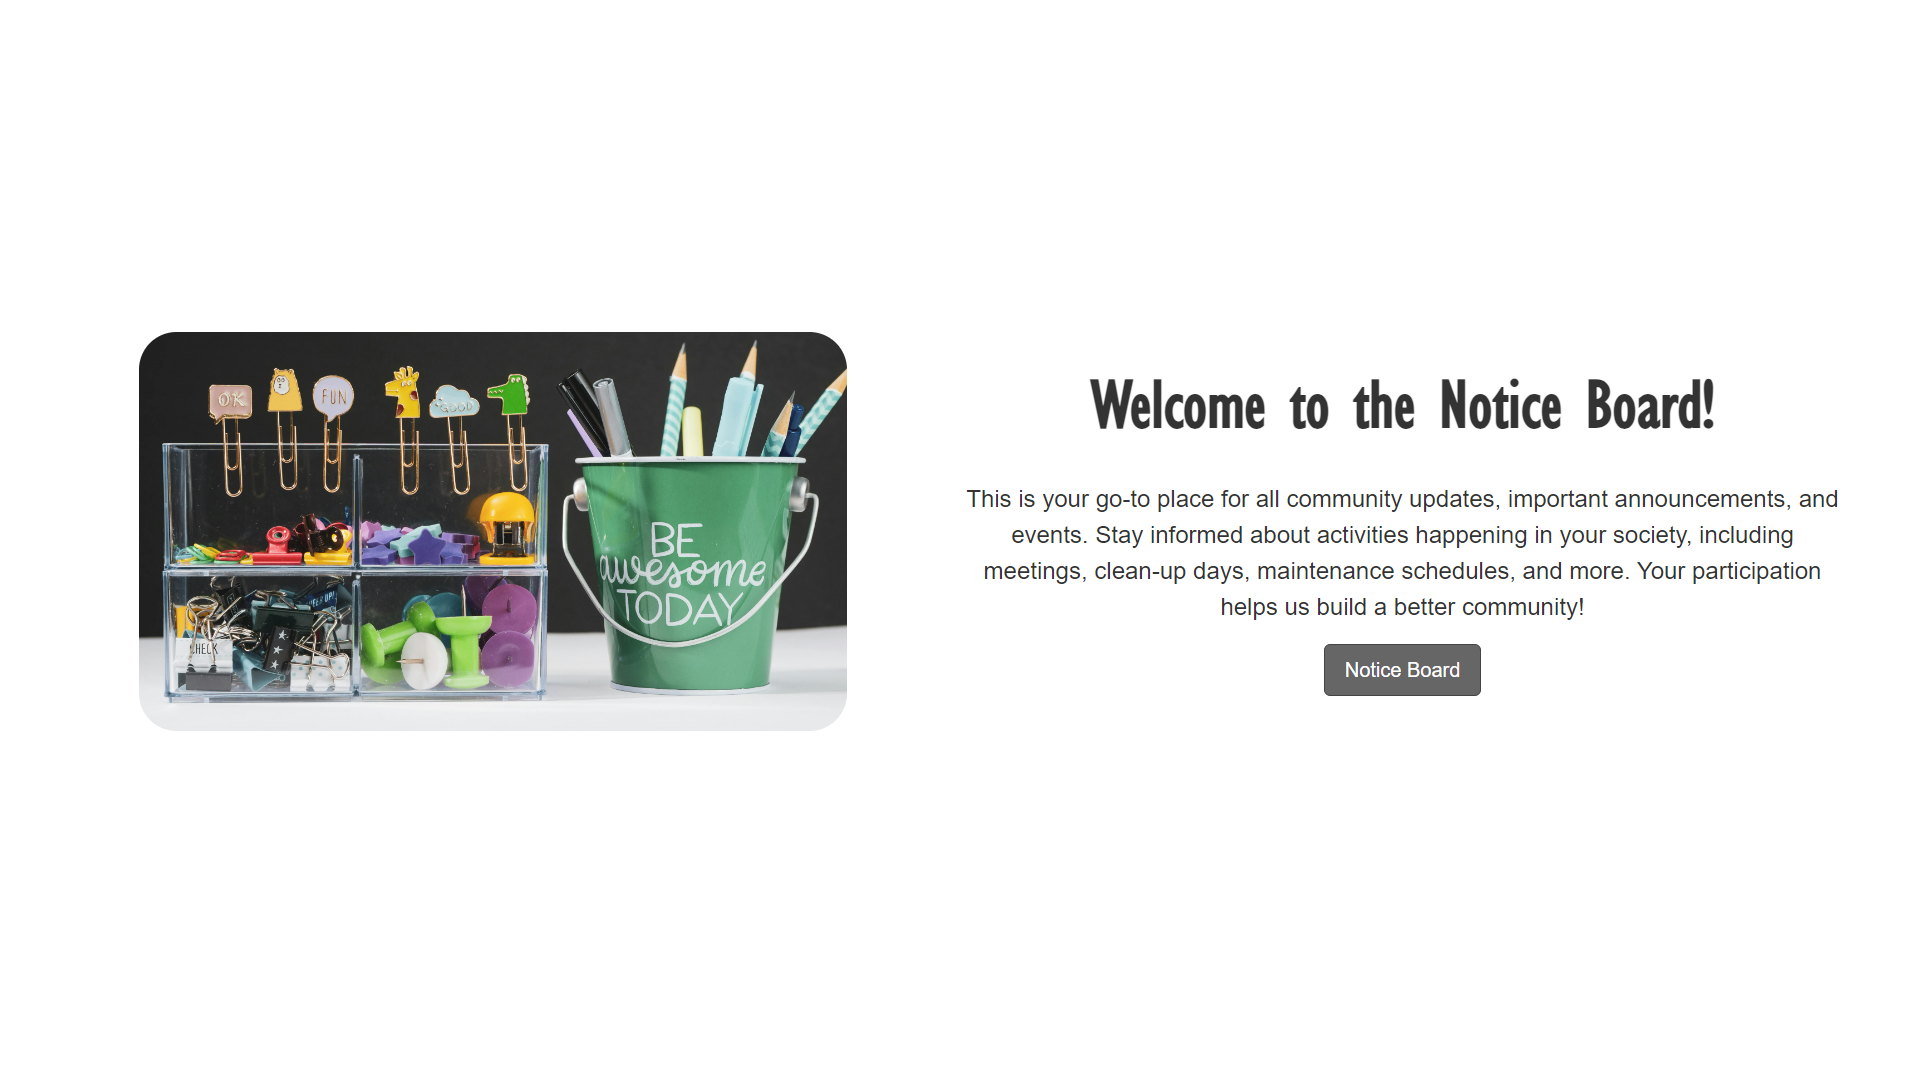 OK
FUN
GOOD
BE
awesome
TODAY
CHECK
Welcome to the Notice Board!
This is your go-to place for all community updates, important announcements, and
events. Stay informed about activities happening in your society, including
meetings, clean-up days, maintenance schedules, and more. Your participation
helps us build a better community!
Notice Board